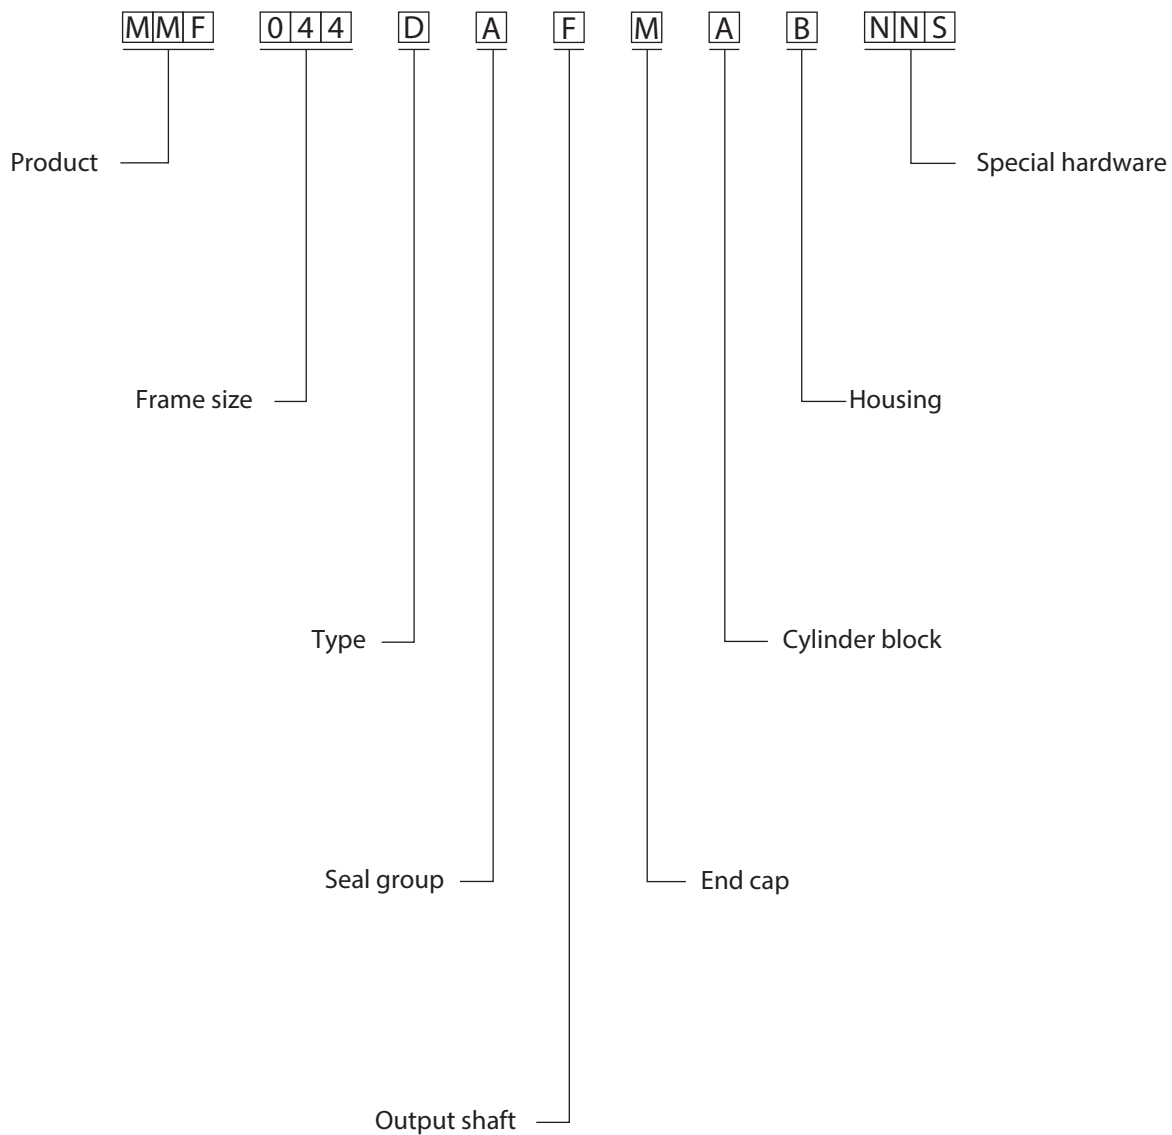 MMF 044 D A F M A B NNS
Product
Special hardware
Frame size
Housing
Type
Cylinder block
Seal group
End cap
Output shaft